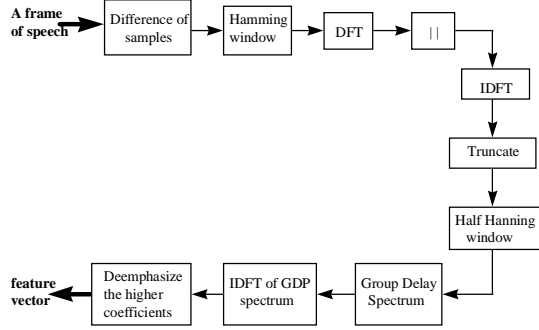 A frame
of speech
Difference of
samples
Hamming
window
DFT
| |
IDFT
Truncate
Half Hanning
window
Group Delay
Spectrum
IDFT of GDP
spectrum
Deemphasize
the higher
coefficients
feature
vector